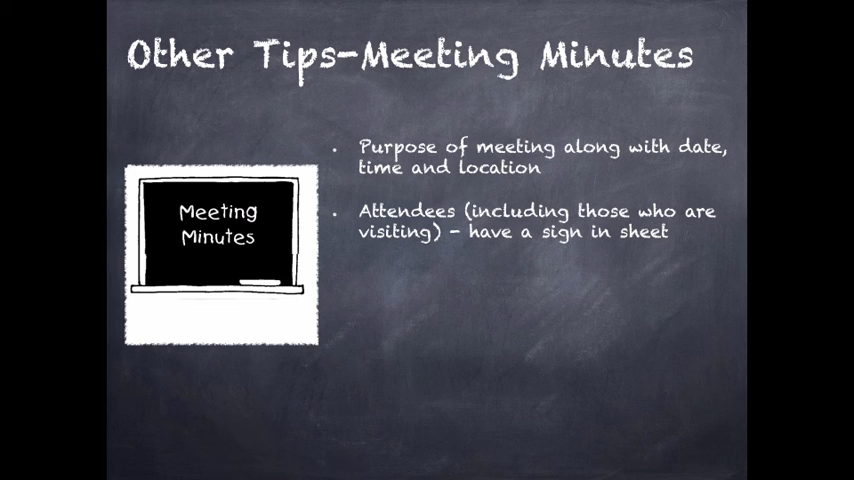 Other Tips-Meeting Minutes
Meeting
Minutes
• Purpose of meeting along with date,
time and location
• Attendees (including those who are
visiting) - have a sign in sheet